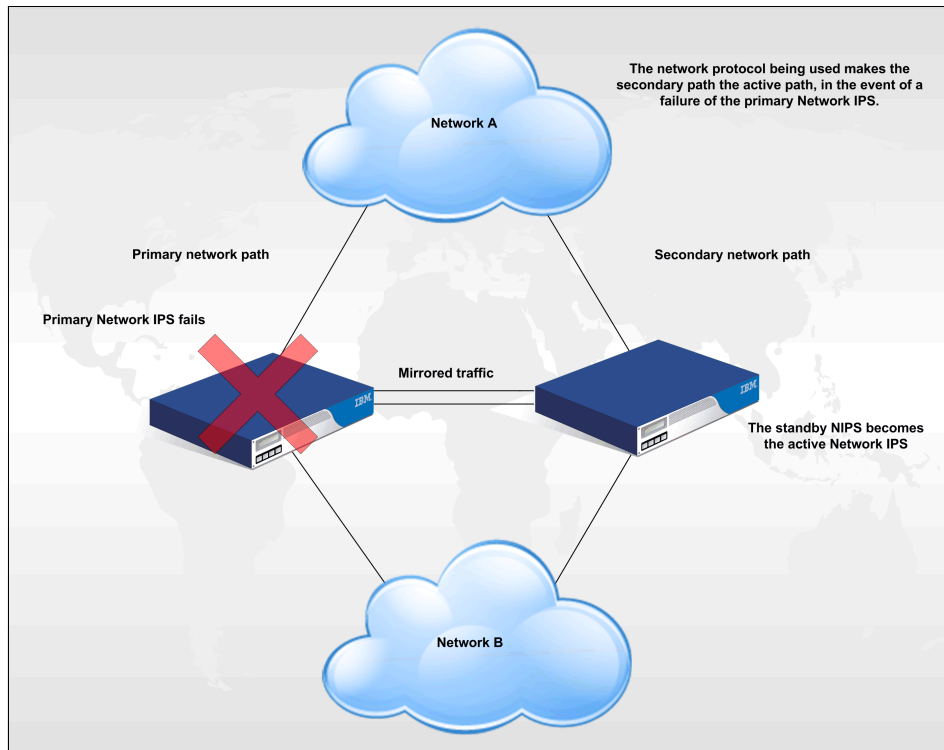 The network protocol being used makes the
secondary path the active path, in the event of a
failure of the primary Network IPS.
Network A
Primary network path
Secondary network path
Primary Network IPS fails
Mirrored traffic
IBM
IBM
The standby NIPS becomes
the active Network IPS
Network B